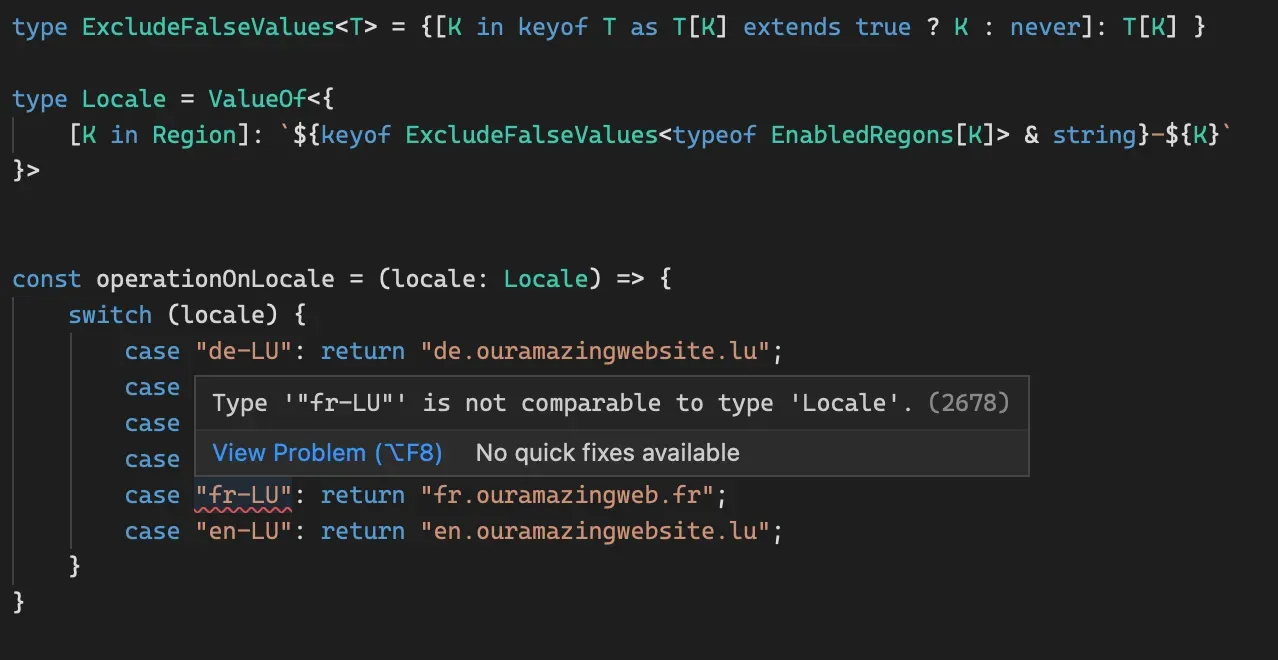 type ExcludeFalseValues<T> = {[K in keyof T as T[K] extends true ? K : never]: T[K] }
type Locale = ValueOf<{
[K in Region]: `${keyof ExcludeFalseValues<typeof EnabledRegons[K]> & string}-${K}`
}>
const operationOnLocale = (locale: Locale) => {
switch (locale) {
case "de-LU": return "de.ouramazingwebsite.lu";
case
Type '"fr-LU"' is not comparable to type 'Locale'. (2678)
case
View Problem (⌥F8) No quick fixes available
case
case "fr-LU": return "fr.ouramazingweb.fr";
case "en-LU": return "en.ouramazingwebsite.lu";
}
}